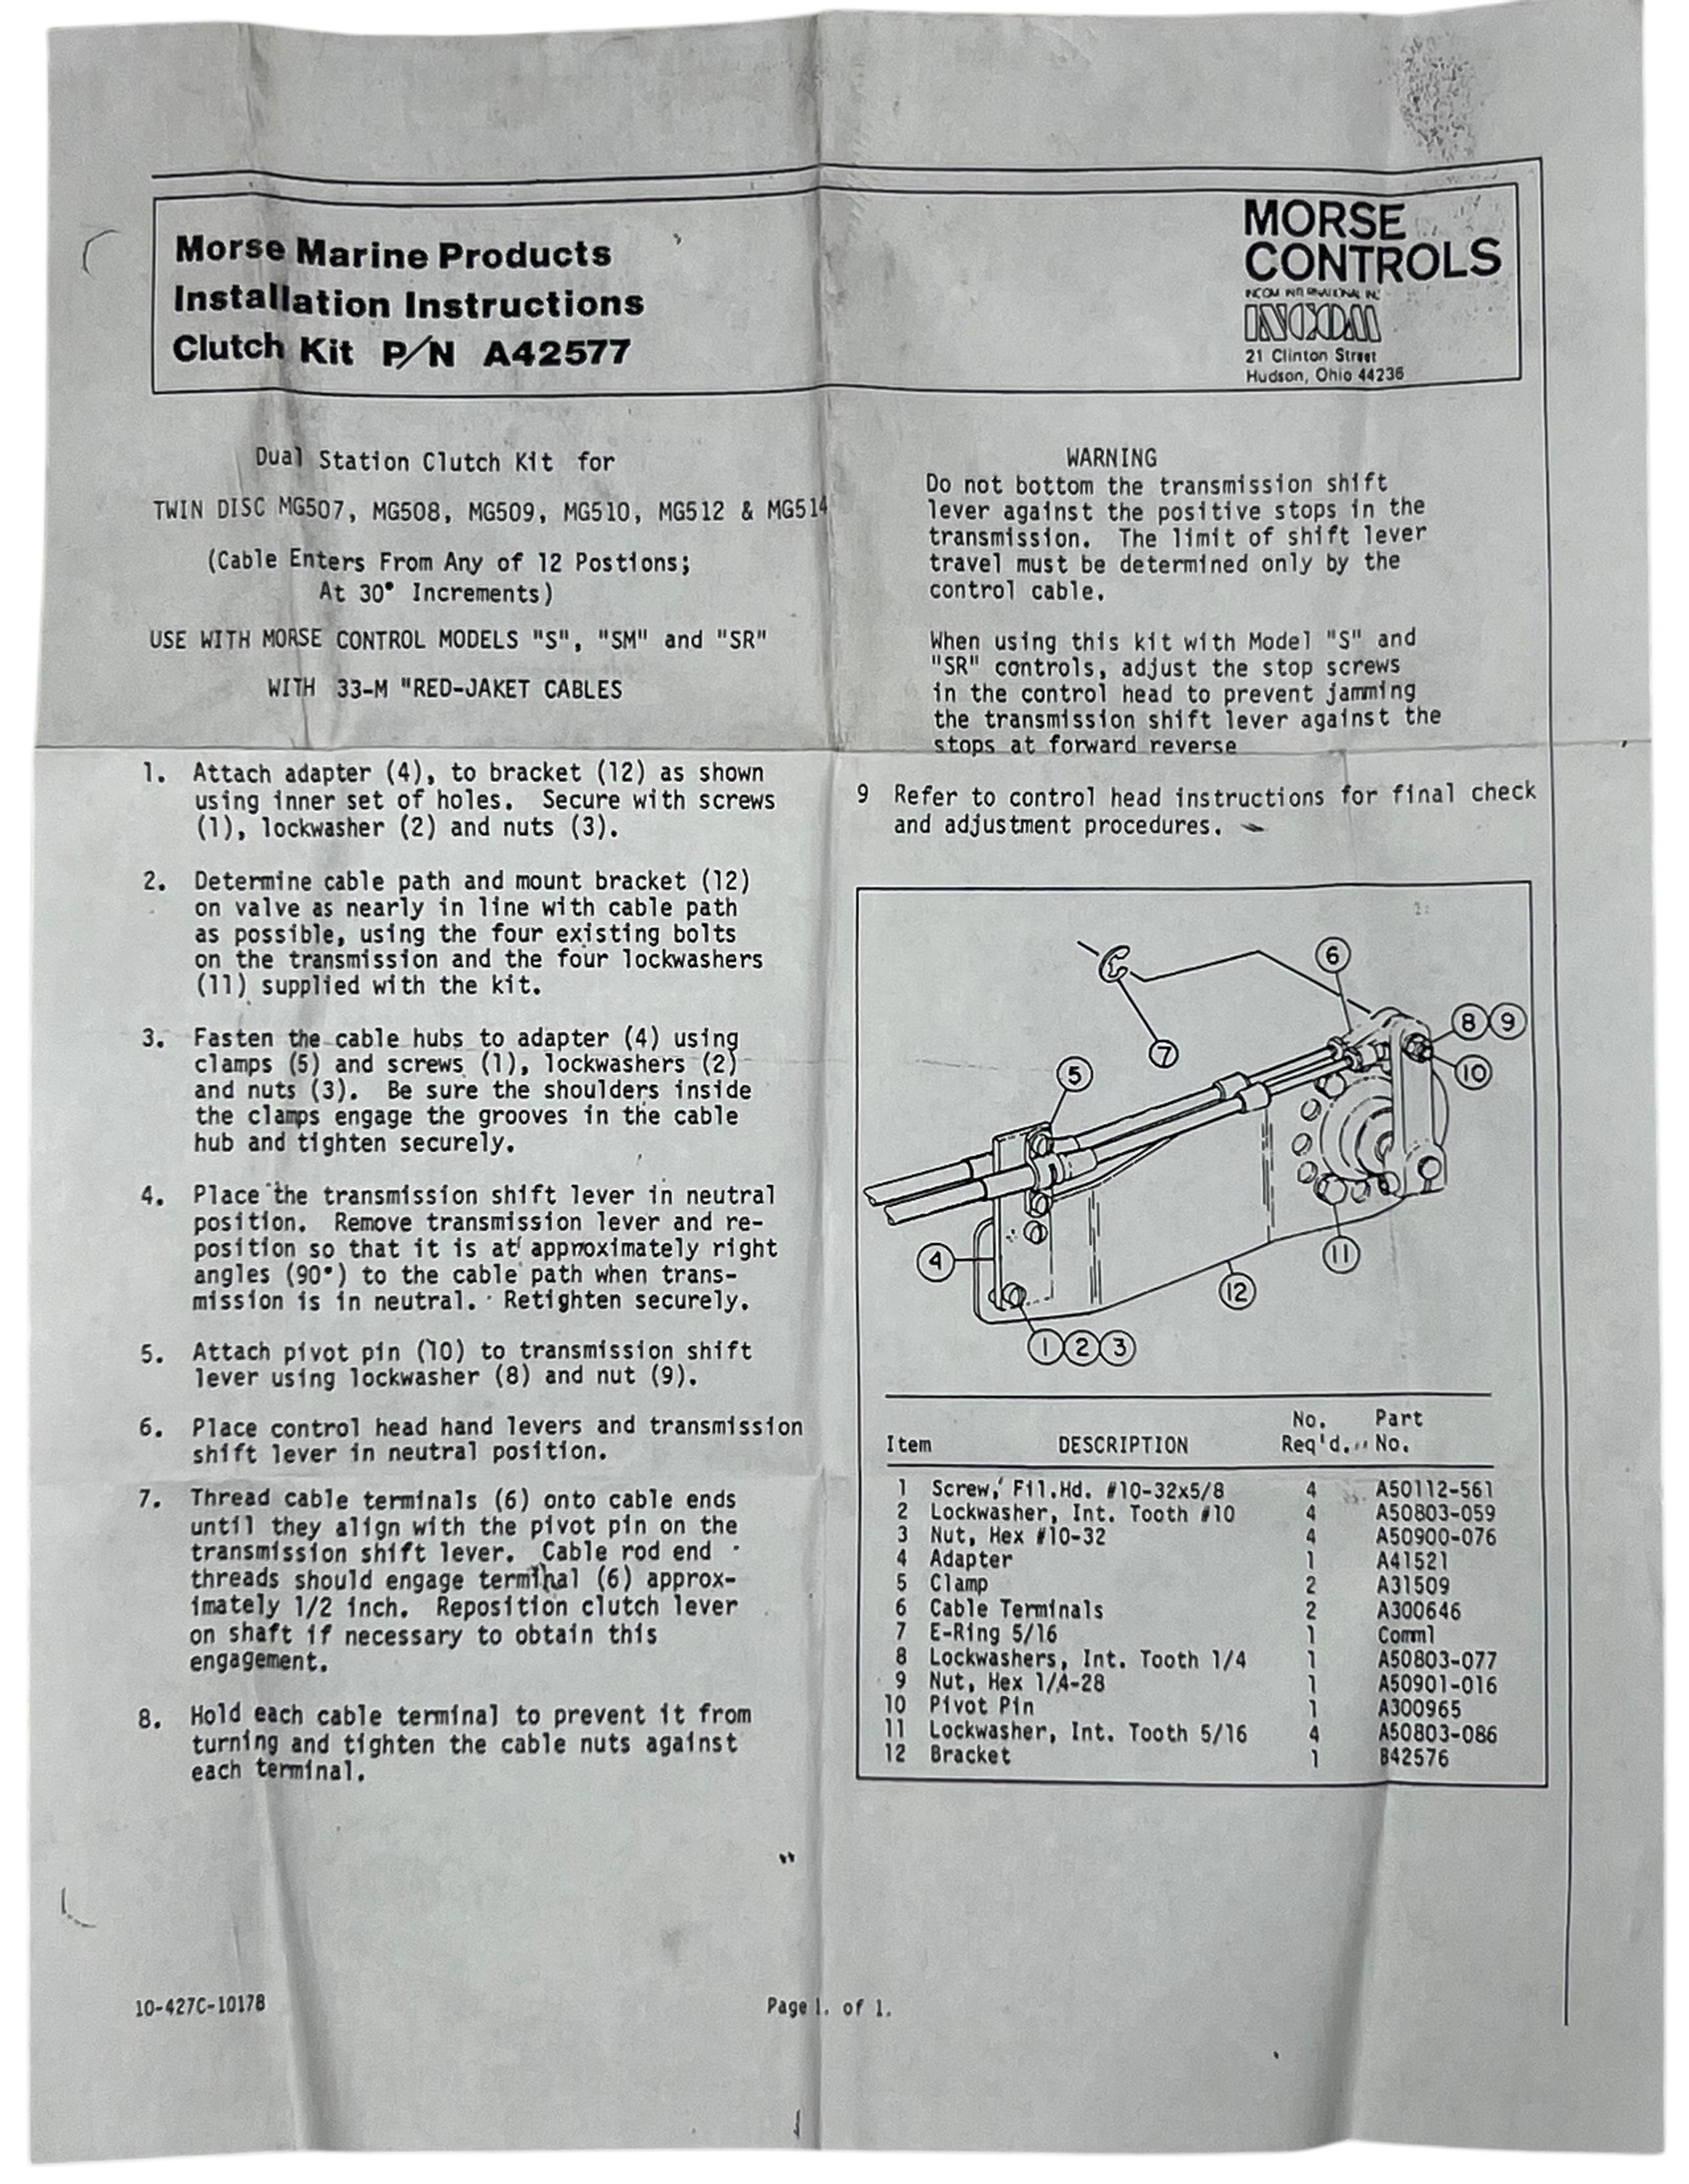 Morse Marine Products
Installation Instructions
Clutch Kit P/N A42577
MORSE
CONTROLS
INCOM INTERNATIONAL INC
INCOM
21 Clinton Street
Hudson, Ohio 44236
Dual Station Clutch Kit for
TWIN DISC MG507, MG508, MG509, MG510, MG512 & MG514
(Cable Enters From Any of 12 Postions;
At 30° Increments)
USE WITH MORSE CONTROL MODELS "S", "SM" and "SR"
WITH 33-M "RED-JAKET CABLES
1. Attach adapter (4), to bracket (12) as shown
using inner set of holes. Secure with screws
(1), lockwasher (2) and nuts (3).
2. Determine cable path and mount bracket (12)
on valve as nearly in line with cable path
as possible, using the four existing bolts
on the transmission and the four lockwashers
(11) supplied with the kit.
3. Fasten the cable hubs to adapter (4) using
clamps (5) and screws (1), lockwashers (2)
and nuts (3). Be sure the shoulders inside
the clamps engage the grooves in the cable
hub and tighten securely.
4. Place the transmission shift lever in neutral
position. Remove transmission lever and re-
position so that it is at approximately right
angles (90°) to the cable path when trans-
mission is in neutral. Retighten securely.
5. Attach pivot pin (10) to transmission shift
lever using lockwasher (8) and nut (9).
6. Place control head hand levers and transmission
shift lever in neutral position.
7. Thread cable terminals (6) onto cable ends
until they align with the pivot pin on the
transmission shift lever. Cable rod end
threads should engage terminal (6) approx-
imately 1/2 inch. Reposition clutch lever
on shaft if necessary to obtain this
engagement.
8. Hold each cable terminal to prevent it from
turning and tighten the cable nuts against
each terminal.
WARNING
Do not bottom the transmission shift
lever against the positive stops in the
transmission. The limit of shift lever
travel must be determined only by the
control cable.
When using this kit with Model "S" and
"SR" controls, adjust the stop screws
in the control head to prevent jamming
the transmission shift lever against the
stops at forward reverse
9 Refer to control head instructions for final check
and adjustment procedures.
6
8 9
7
10
5
4
11
12
1 2 3
Item DESCRIPTION No. Req'd. Part No.
1 Screw, Fil.Hd. #10-32x5/8 4 A50112-561
2 Lockwasher, Int. Tooth #10 4 A50803-059
3 Nut, Hex #10-32 4 A50900-076
4 Adapter 1 A41521
5 Clamp 2 A31509
6 Cable Terminals 2 A300646
7 E-Ring 5/16 1 Comml
8 Lockwashers, Int. Tooth 1/4 1 A50803-077
9 Nut, Hex 1/4-28 1 A50901-016
10 Pivot Pin 1 A300965
11 Lockwasher, Int. Tooth 5/16 4 A50803-086
12 Bracket 1 B42576
10-427C-10178
Page 1. of 1.